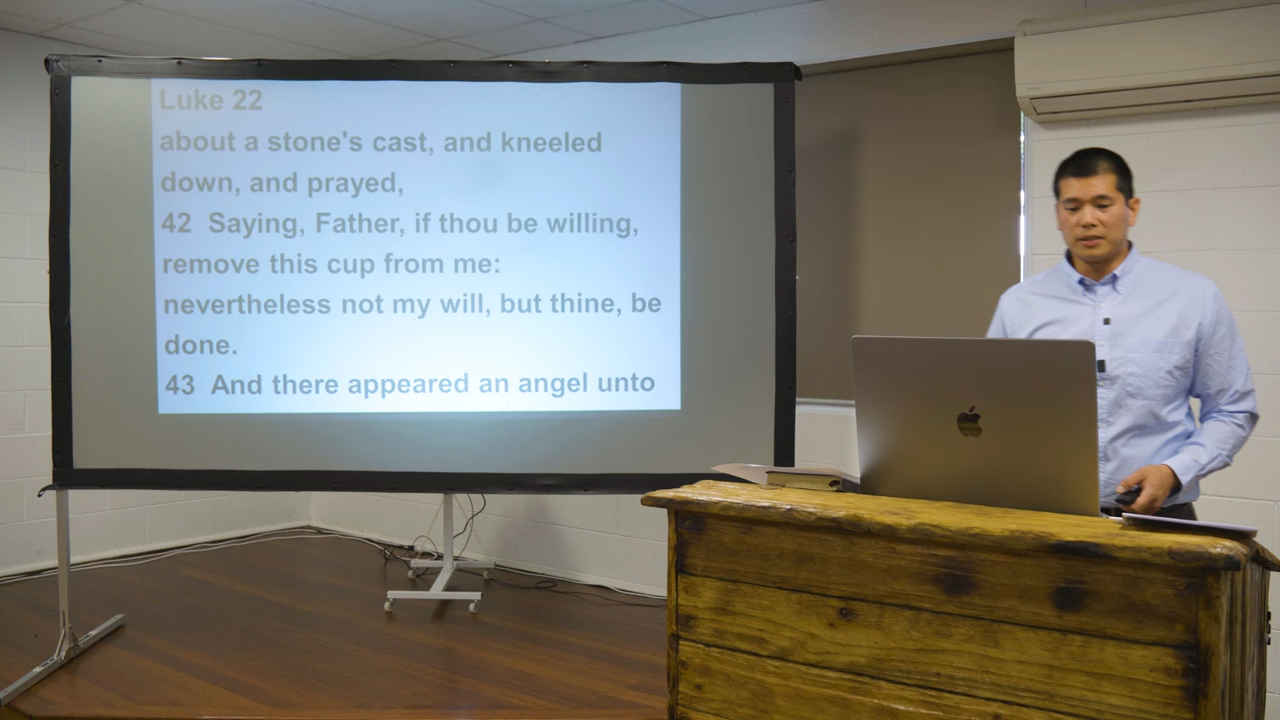 Luke 22
about a stone's cast, and kneeled
down, and prayed,
42 Saying, Father, if thou be willing,
remove this cup from me:
nevertheless not my will, but thine, be
done.
43 And there appeared an angel unto